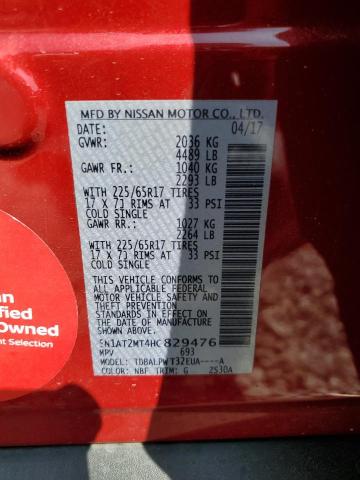 MFD BY NISSAN MOTOR CO., LTD.
DATE: 04/17
GVWR: 2036 KG
4489 LB
GAWR FR.: 1040 KG
2293 LB
WITH 225/65R17 TIRES
17 X 7J RIMS AT 33 PSI
COLD SINGLE
GAWR RR.: 1027 KG
2264 LB
WITH 225/65R17 TIRES
17 X 7J RIMS AT 33 PSI
COLD SINGLE
THIS VEHICLE CONFORMS TO ALL
APPLICABLE U.S. FEDERAL
MOTOR VEHICLE SAFETY AND
THEFT PREVENTION
STANDARDS IN EFFECT ON THE
DATE OF MANUFACTURE SHOWN
ABOVE.
5N1AT2MT4HC829476
MPV 693
MODEL: TDBALPWT32EUA----A
COLOR: NBF TRIM: G 2S30A
Owned
nt Selection